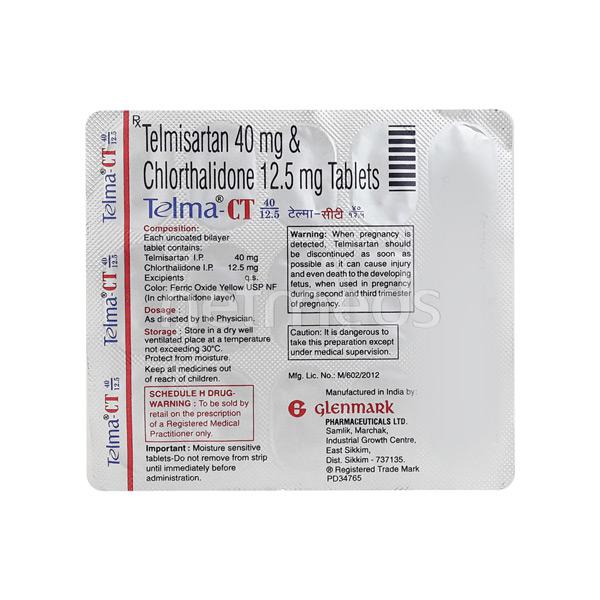 Rx Telmisartan 40 mg &
Chlorthalidone 12.5 mg Tablets
Telma®-CT 40/12.5 टेल्मा-सीटी ४०/१२.५
Composition:
Each uncoated bilayer
tablet contains:
Telmisartan I.P. 40 mg
Chlorthalidone I.P. 12.5 mg
Excipients q.s.
Color: Ferric Oxide Yellow USP NF
(In chlorthalidone layer)
Dosage :
As directed by the Physician.
Storage : Store in a dry well
ventilated place at a temperature
not exceeding 30°C.
Protect from moisture.
Keep all medicines out
of reach of children.
SCHEDULE H DRUG-
WARNING : To be sold by
retail on the prescription
of a Registered Medical
Practitioner only.
Important : Moisture sensitive
tablets-Do not remove from strip
until immediately before
administration.
Warning: When pregnancy is
detected, Telmisartan should
be discontinued as soon as
possible as it can cause injury
and even death to the developing
fetus, when used in pregnancy
during second and third trimester
of pregnancy.
Caution: It is dangerous to
take this preparation except
under medical supervision.
Mfg. Lic. No.: M/602/2012
Manufactured in India by:
glenmark
PHARMACEUTICALS LTD.
Samlik, Marchak,
Industrial Growth Centre,
East Sikkim,
Dist. Sikkim - 737135.
® Registered Trade Mark
PD34765
Telma®-CT 40/12.5
Telma®-CT 40/12.5
Telma®-CT 40/12.5